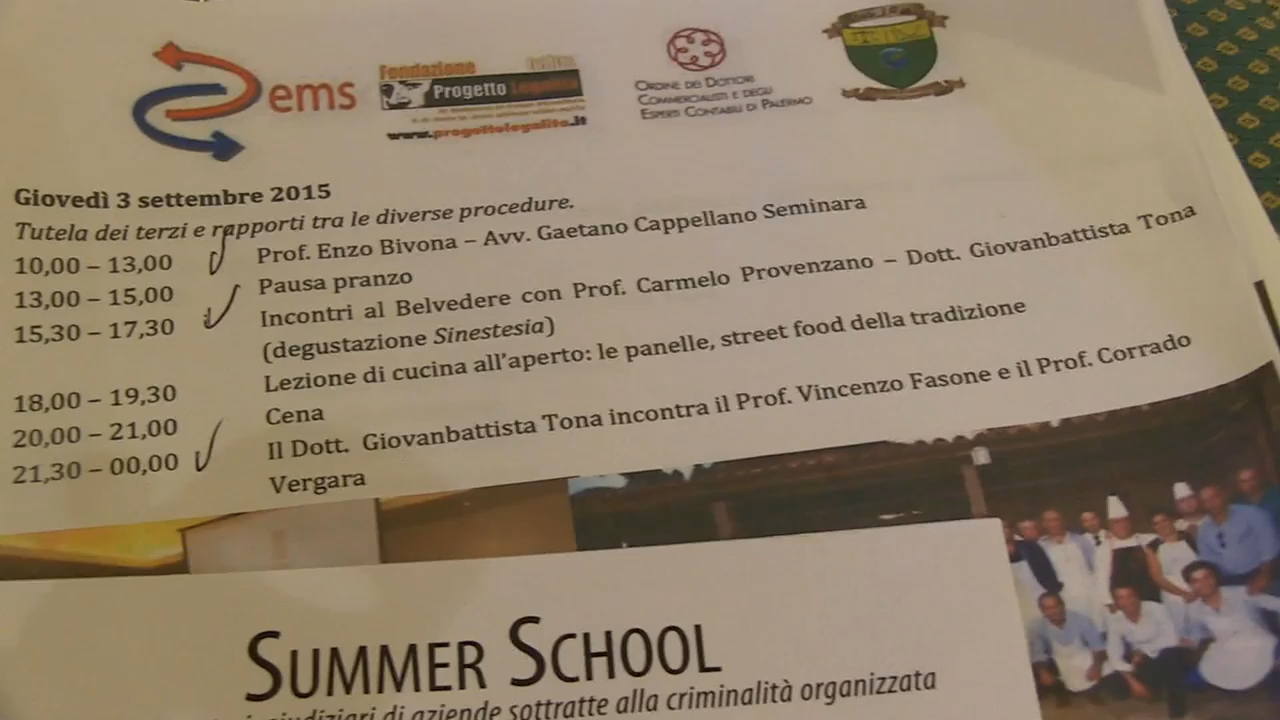 ems
Fondazione
Progetto Legalità
www.progettolegalita.it
Ordine dei Dottori
Commercialisti e degli
Esperti Contabili di Palermo
Giovedì 3 settembre 2015
Tutela dei terzi e rapporti tra le diverse procedure.
10,00 – 13,00 Prof. Enzo Bivona – Avv. Gaetano Cappellano Seminara
13,00 – 15,00 Pausa pranzo
15,30 – 17,30 Incontri al Belvedere con Prof. Carmelo Provenzano – Dott. Giovanbattista Tona
(degustazione Sinestesia)
18,00 – 19,30 Lezione di cucina all'aperto: le panelle, street food della tradizione
20,00 – 21,00 Cena
21,30 – 00,00 Il Dott. Giovanbattista Tona incontra il Prof. Vincenzo Fasone e il Prof. Corrado
Vergara
Summer School
giudiziari di aziende sottratte alla criminalità organizzata